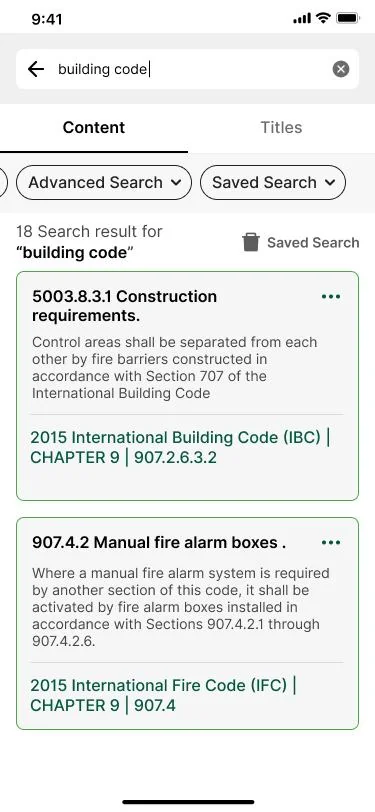 9:41
building code
Content
Titles
Advanced Search
Saved Search
18 Search result for
“building code”
Saved Search
5003.8.3.1 Construction
requirements.
Control areas shall be separated from each
other by fire barriers constructed in
accordance with Section 707 of the
International Building Code
2015 International Building Code (IBC) |
CHAPTER 9 | 907.2.6.3.2
907.4.2 Manual fire alarm boxes .
Where a manual fire alarm system is required
by another section of this code, it shall be
activated by fire alarm boxes installed in
accordance with Sections 907.4.2.1 through
907.4.2.6.
2015 International Fire Code (IFC) |
CHAPTER 9 | 907.4